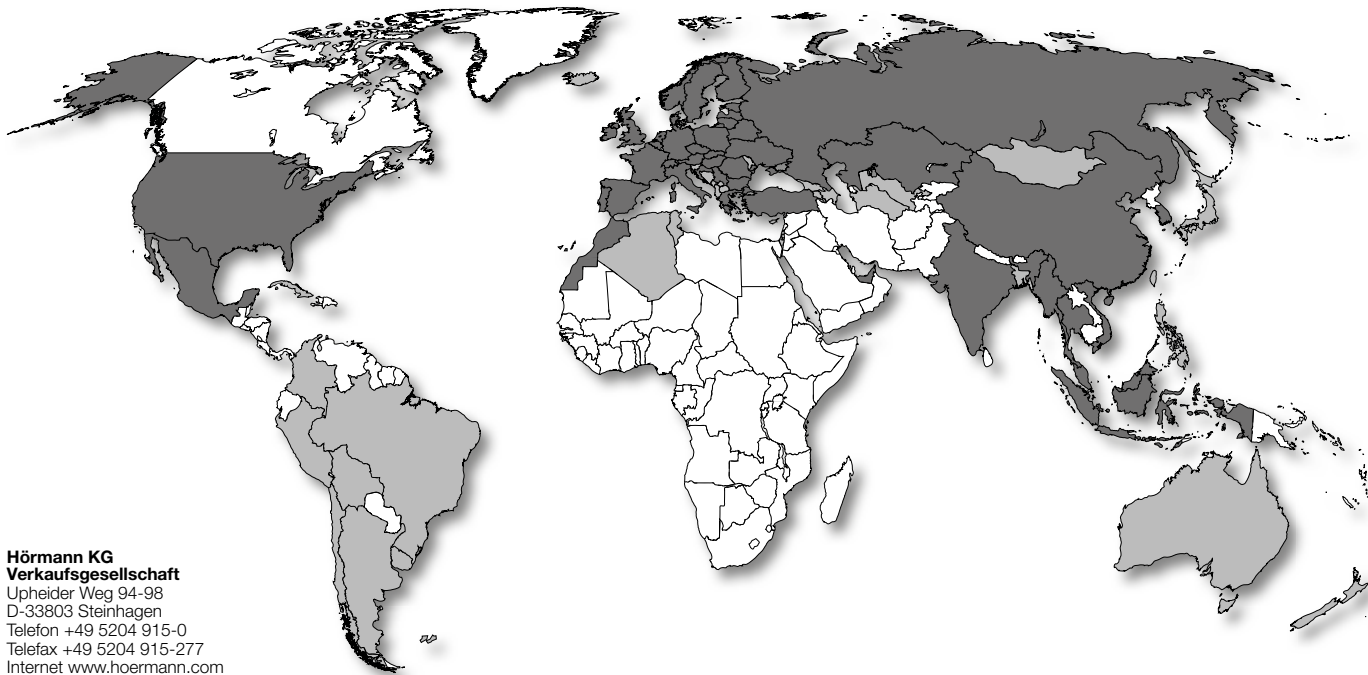 Hörmann KG
Verkaufsgesellschaft
Upheider Weg 94-98
D-33803 Steinhagen
Telefon +49 5204 915-0
Telefax +49 5204 915-277
Internet www.hoermann.com